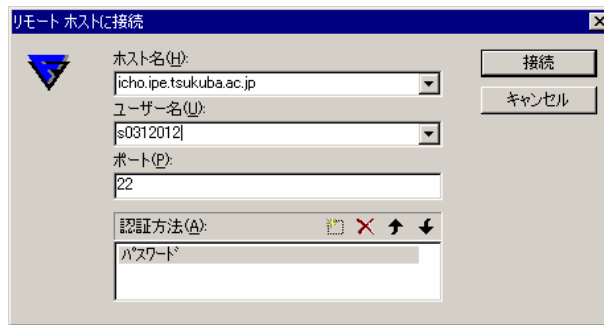 リモート ホストに接続
ホスト名(H):
icho.ipe.tsukuba.ac.jp
ユーザー名(U):
s0312012
ポート(P):
22
認証方法(A):
パスワード
接続
キャンセル